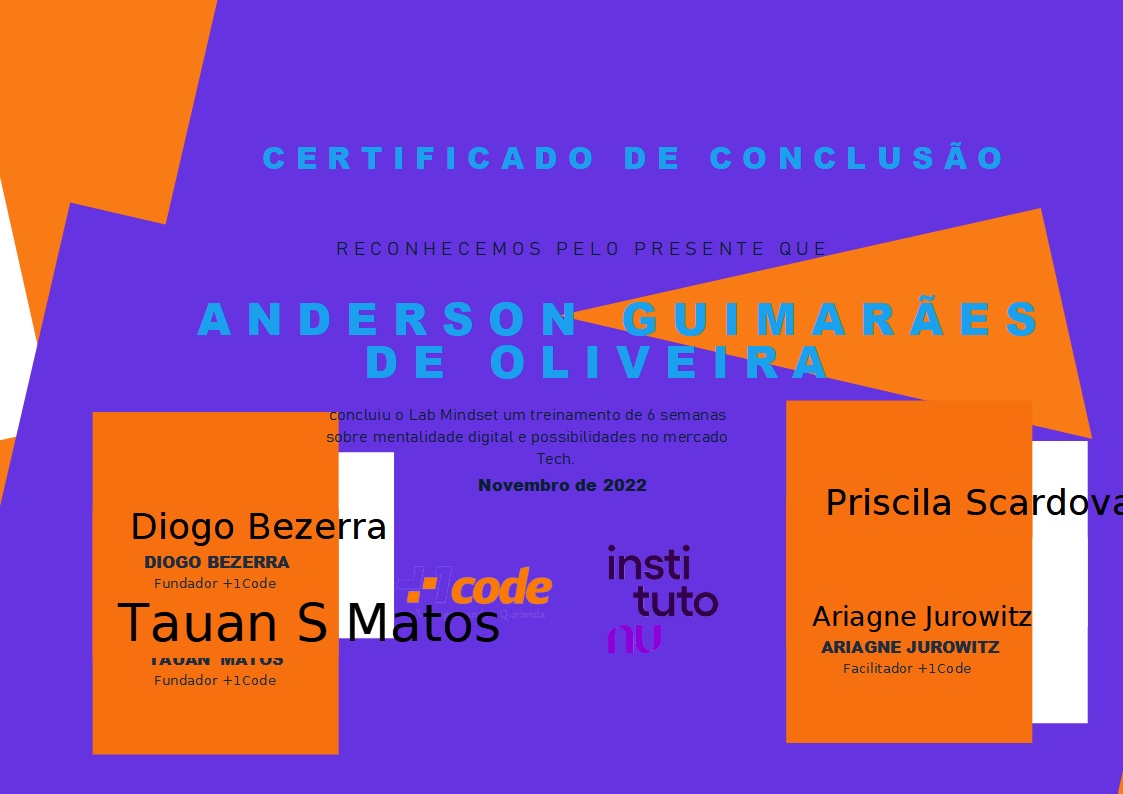 CERTIFICADO DE CONCLUSÃO
RECONHECEMOS PELO PRESENTE QUE
ANDERSON GUIMARÃES
DE OLIVEIRA
concluiu o Lab Mindset um treinamento de 6 semanas
sobre mentalidade digital e possibilidades no mercado
Tech.
Novembro de 2022
Diogo Bezerra
DIOGO BEZERRA
Fundador +1Code
Tauan S Matos
TAUAN MATOS
Fundador +1Code
+1code
insti
tuto
nu
Priscila Scardova
Ariagne Jurowitz
ARIAGNE JUROWITZ
Facilitador +1Code